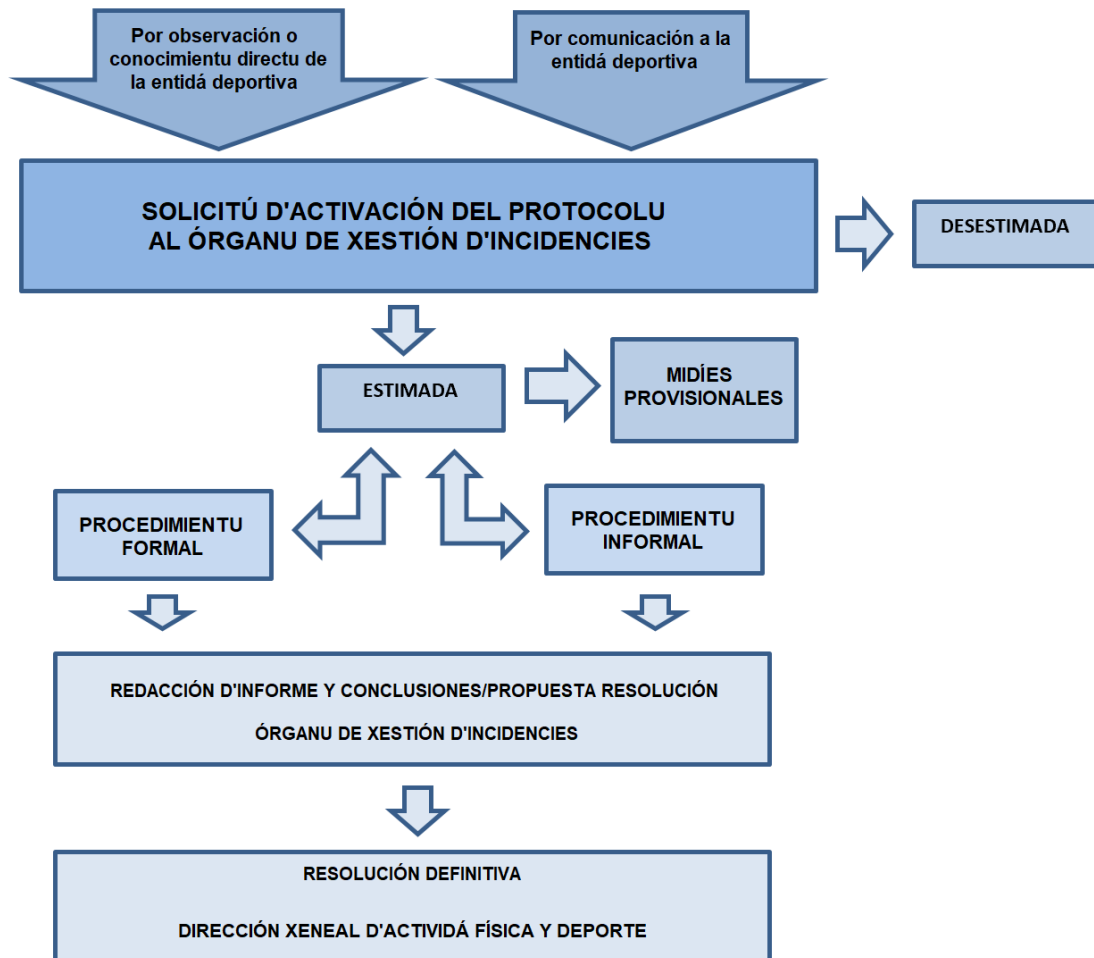 Por observación o
conocimientu directu de
la entidá deportiva
Por comunicación a la
entidá deportiva
SOLICITÚ D'ACTIVACIÓN DEL PROTOCOLU
AL ÓRGANU DE XESTIÓN D'INCIDENCIES
DESESTIMADA
ESTIMADA
MIDÍES
PROVISIONALES
PROCEDIMIENTU
FORMAL
PROCEDIMIENTU
INFORMAL
REDACCIÓN D'INFORME Y CONCLUSIONES/PROPUESTA RESOLUCIÓN
ÓRGANU DE XESTIÓN D'INCIDENCIES
RESOLUCIÓN DEFINITIVA
DIRECCIÓN XENEAL D'ACTIVIDÁ FÍSICA Y DEPORTE